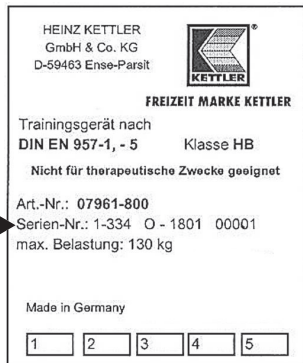 HEINZ KETTLER
GmbH & Co. KG
D-59463 Ense-Parsit
®
KETTLER
FREIZEIT MARKE KETTLER
Trainingsgerät nach
DIN EN 957-1, - 5 Klasse HB
Nicht für therapeutische Zwecke geeignet
Art.-Nr.: 07961-800
Serien-Nr.: 1-334 O - 1801 00001
max. Belastung: 130 kg
Made in Germany
1 2 3 4 5